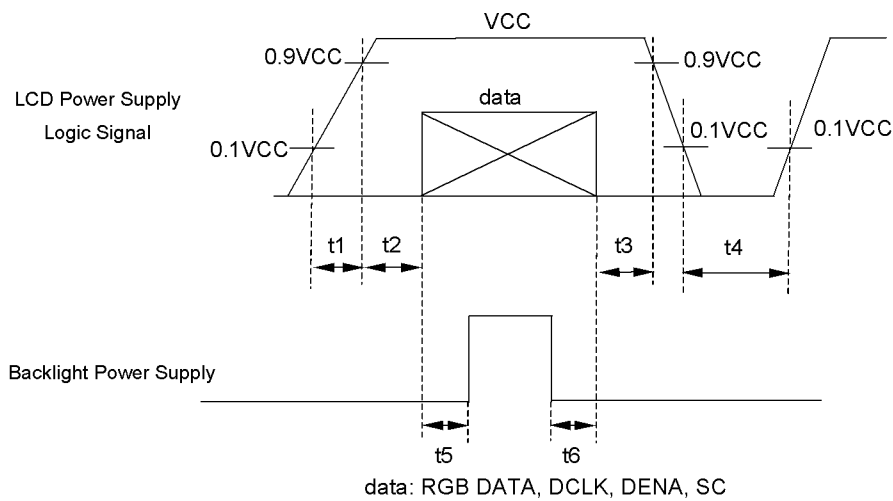 VCC
0.9VCC
0.9VCC
LCD Power Supply
Logic Signal
data
0.1VCC
0.1VCC
0.1VCC
t1
t2
t3
t4
Backlight Power Supply
t5
t6
data: RGB DATA, DCLK, DENA, SC